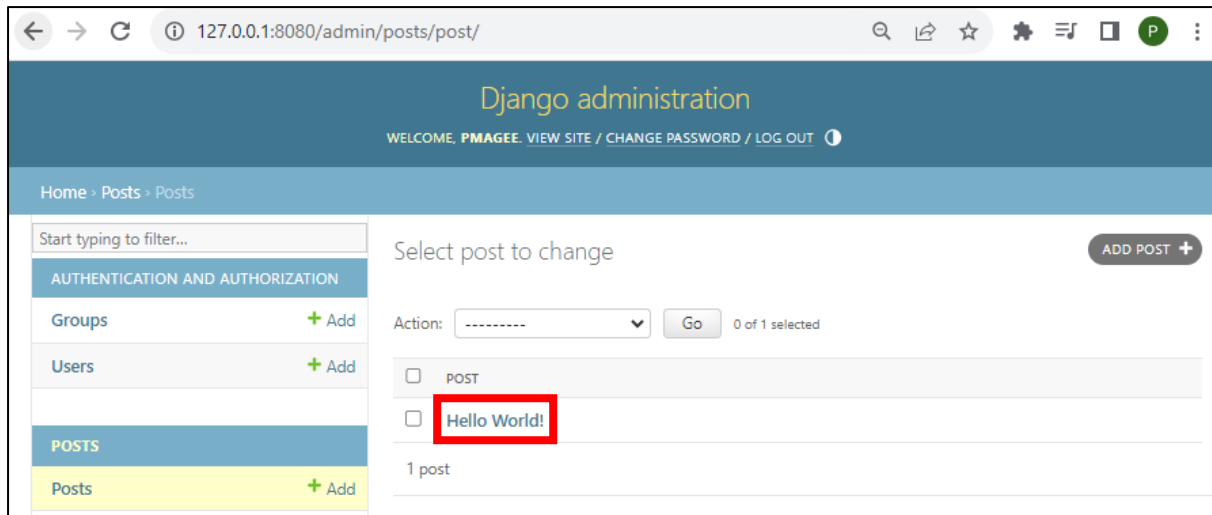 127.0.0.1:8080/admin/posts/post/
P
Django administration
WELCOME, PMAGEE. VIEW SITE / CHANGE PASSWORD / LOG OUT
Home › Posts › Posts
Start typing to filter...
AUTHENTICATION AND AUTHORIZATION
Groups + Add
Users + Add
POSTS
Posts + Add
Select post to change
ADD POST +
Action: --------- Go 0 of 1 selected
POST
Hello World!
1 post